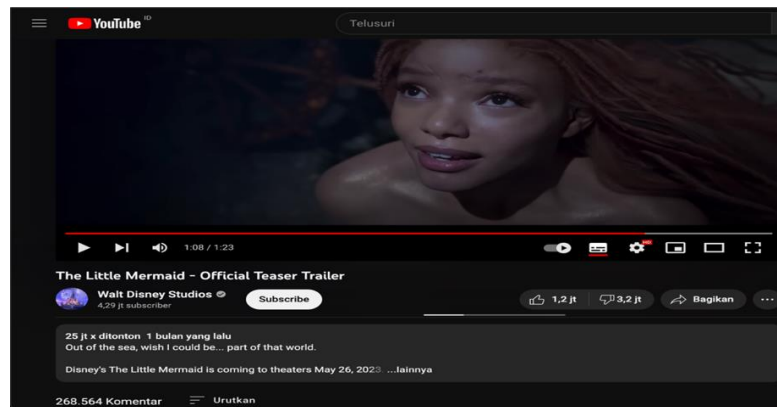 YouTube ID
Telusuri
1:08 / 1:23
HD
The Little Mermaid - Official Teaser Trailer
Walt Disney Studios
4,29 jt subscriber
Subscribe
1,2 jt
3,2 jt
Bagikan
25 jt x ditonton 1 bulan yang lalu
Out of the sea, wish I could be... part of that world.
Disney's The Little Mermaid is coming to theaters May 26, 2023 ...lainnya
268.564 Komentar
Urutkan